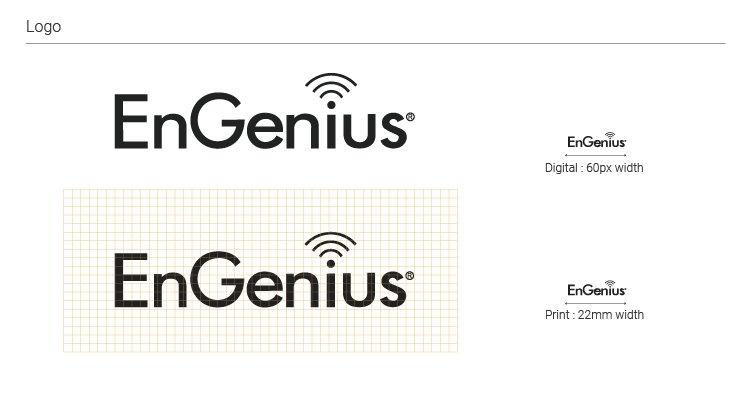 Logo
EnGenius®
EnGenius
Digital : 60px width
EnGenius®
EnGenius
Print : 22mm width